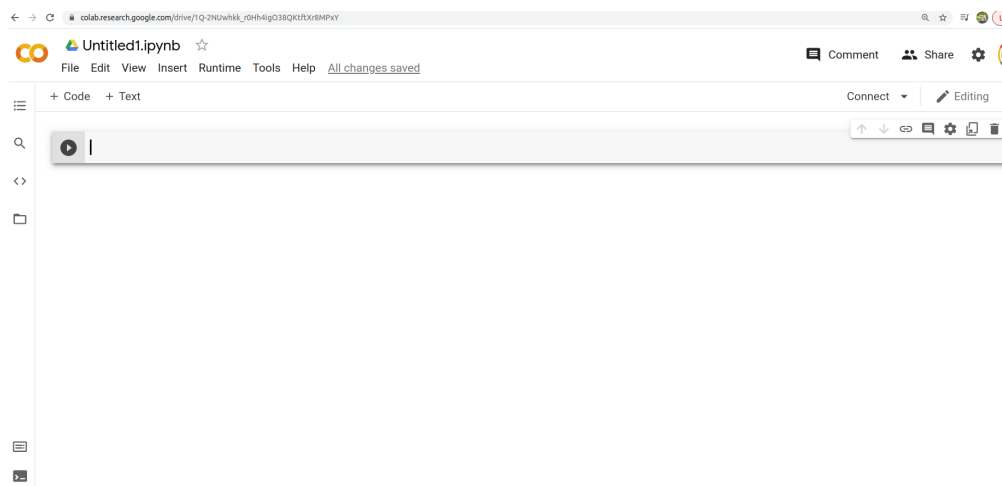 colab.research.google.com/drive/1Q-2NUwhkk_r0Hh4igO38QKtftXr8MPxY
Untitled1.ipynb
Comment Share
File Edit View Insert Runtime Tools Help All changes saved
+ Code + Text Connect Editing